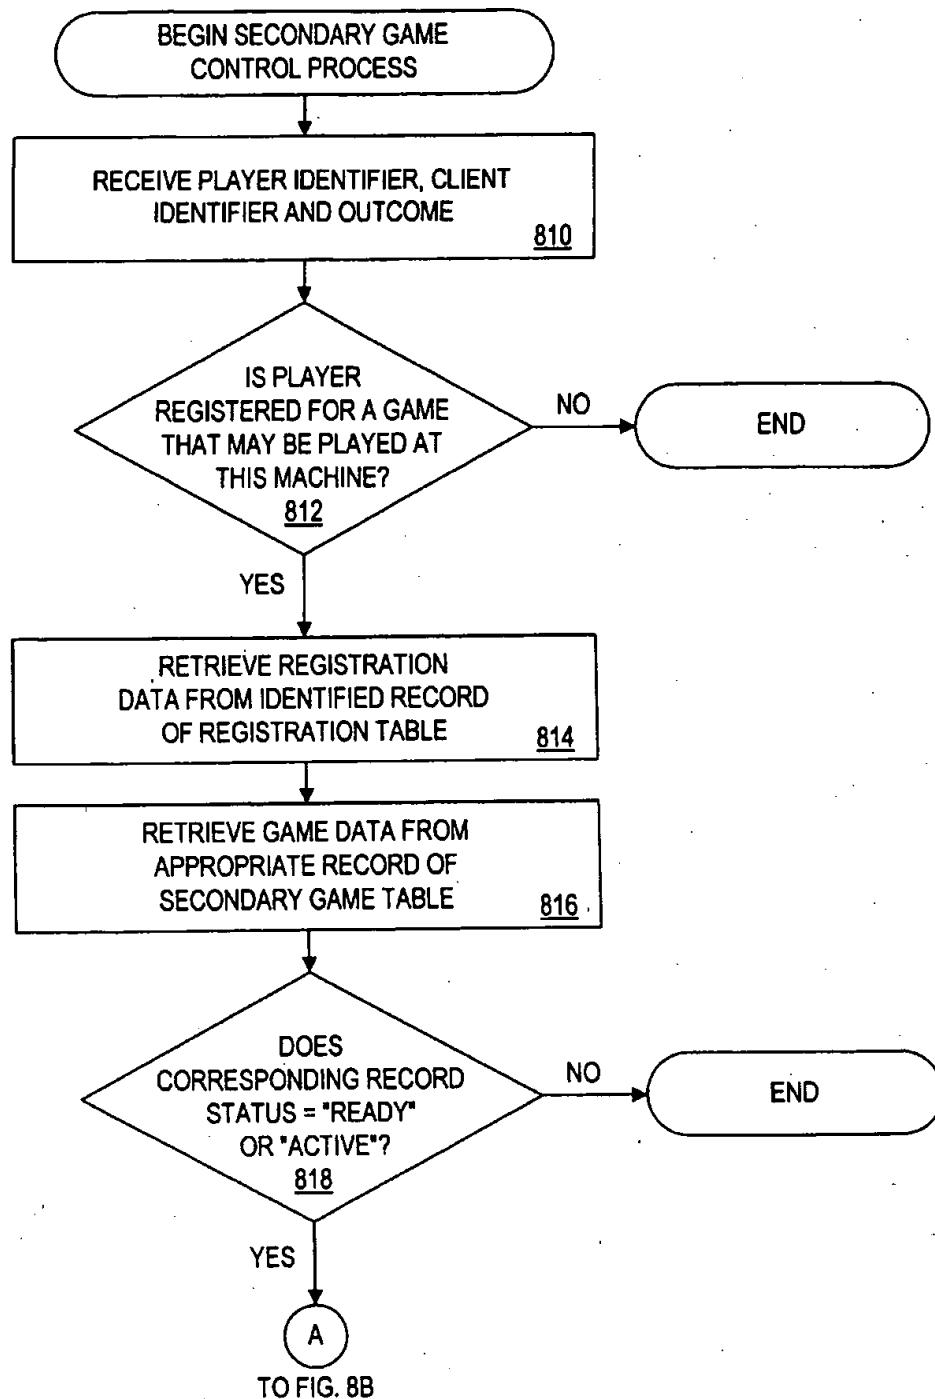 BEGIN SECONDARY GAME
CONTROL PROCESS
RECEIVE PLAYER IDENTIFIER, CLIENT
IDENTIFIER AND OUTCOME
810
IS PLAYER
REGISTERED FOR A GAME
THAT MAY BE PLAYED AT
THIS MACHINE?
812
NO
END
YES
RETRIEVE REGISTRATION
DATA FROM IDENTIFIED RECORD
OF REGISTRATION TABLE
814
RETRIEVE GAME DATA FROM
APPROPRIATE RECORD OF
SECONDARY GAME TABLE
816
DOES
CORRESPONDING RECORD
STATUS = "READY"
OR "ACTIVE"?
818
NO
END
YES
A
TO FIG. 8B